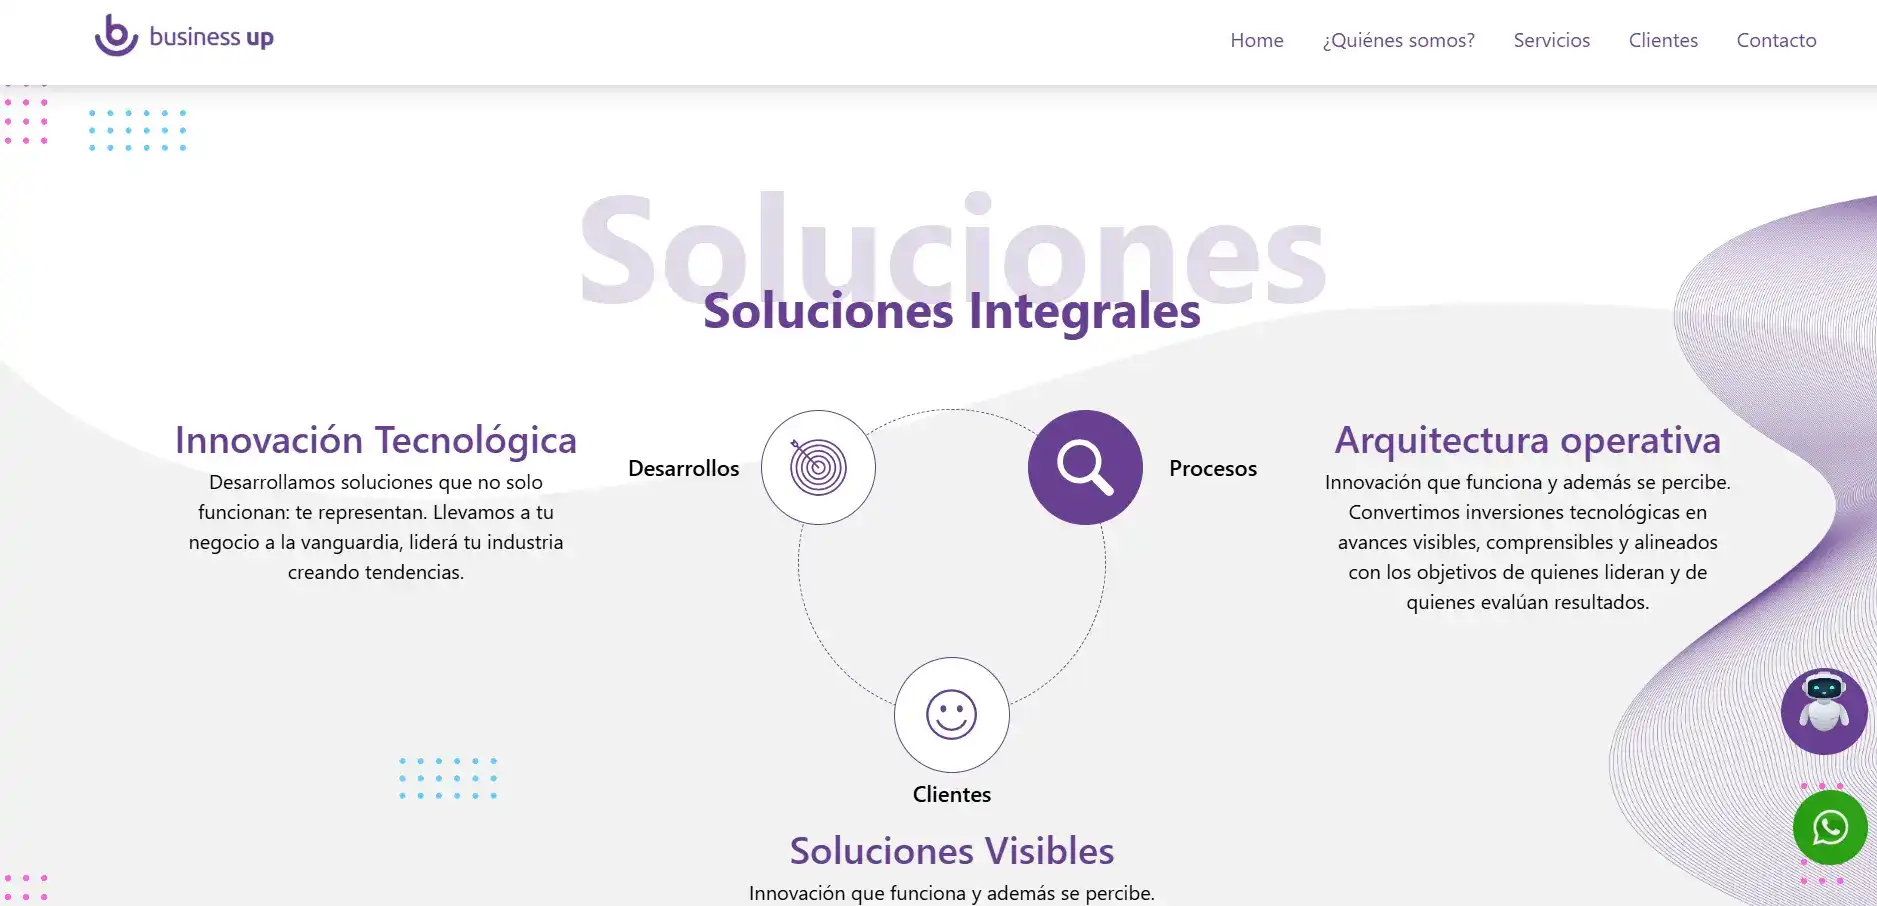 business up
Home
¿Quiénes somos?
Servicios
Clientes
Contacto
Soluciones
Soluciones Integrales
Innovación Tecnológica
Desarrollamos soluciones que no solo
funcionan: te representan. Llevamos a tu
negocio a la vanguardia, liderá tu industria
creando tendencias.
Desarrollos
Procesos
Arquitectura operativa
Innovación que funciona y además se percibe.
Convertimos inversiones tecnológicas en
avances visibles, comprensibles y alineados
con los objetivos de quienes lideran y de
quienes evalúan resultados.
Clientes
Soluciones Visibles
Innovación que funciona y además se percibe.